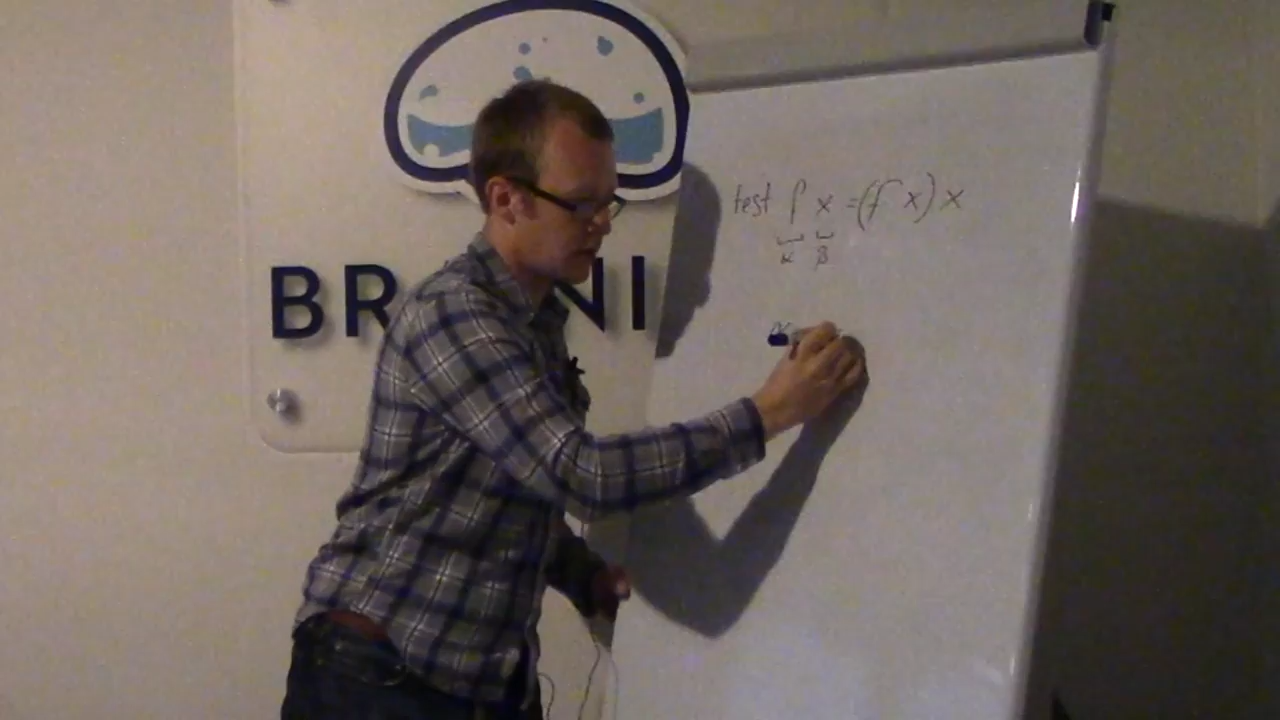 BR NI
test f x = (f x) x
α β
α